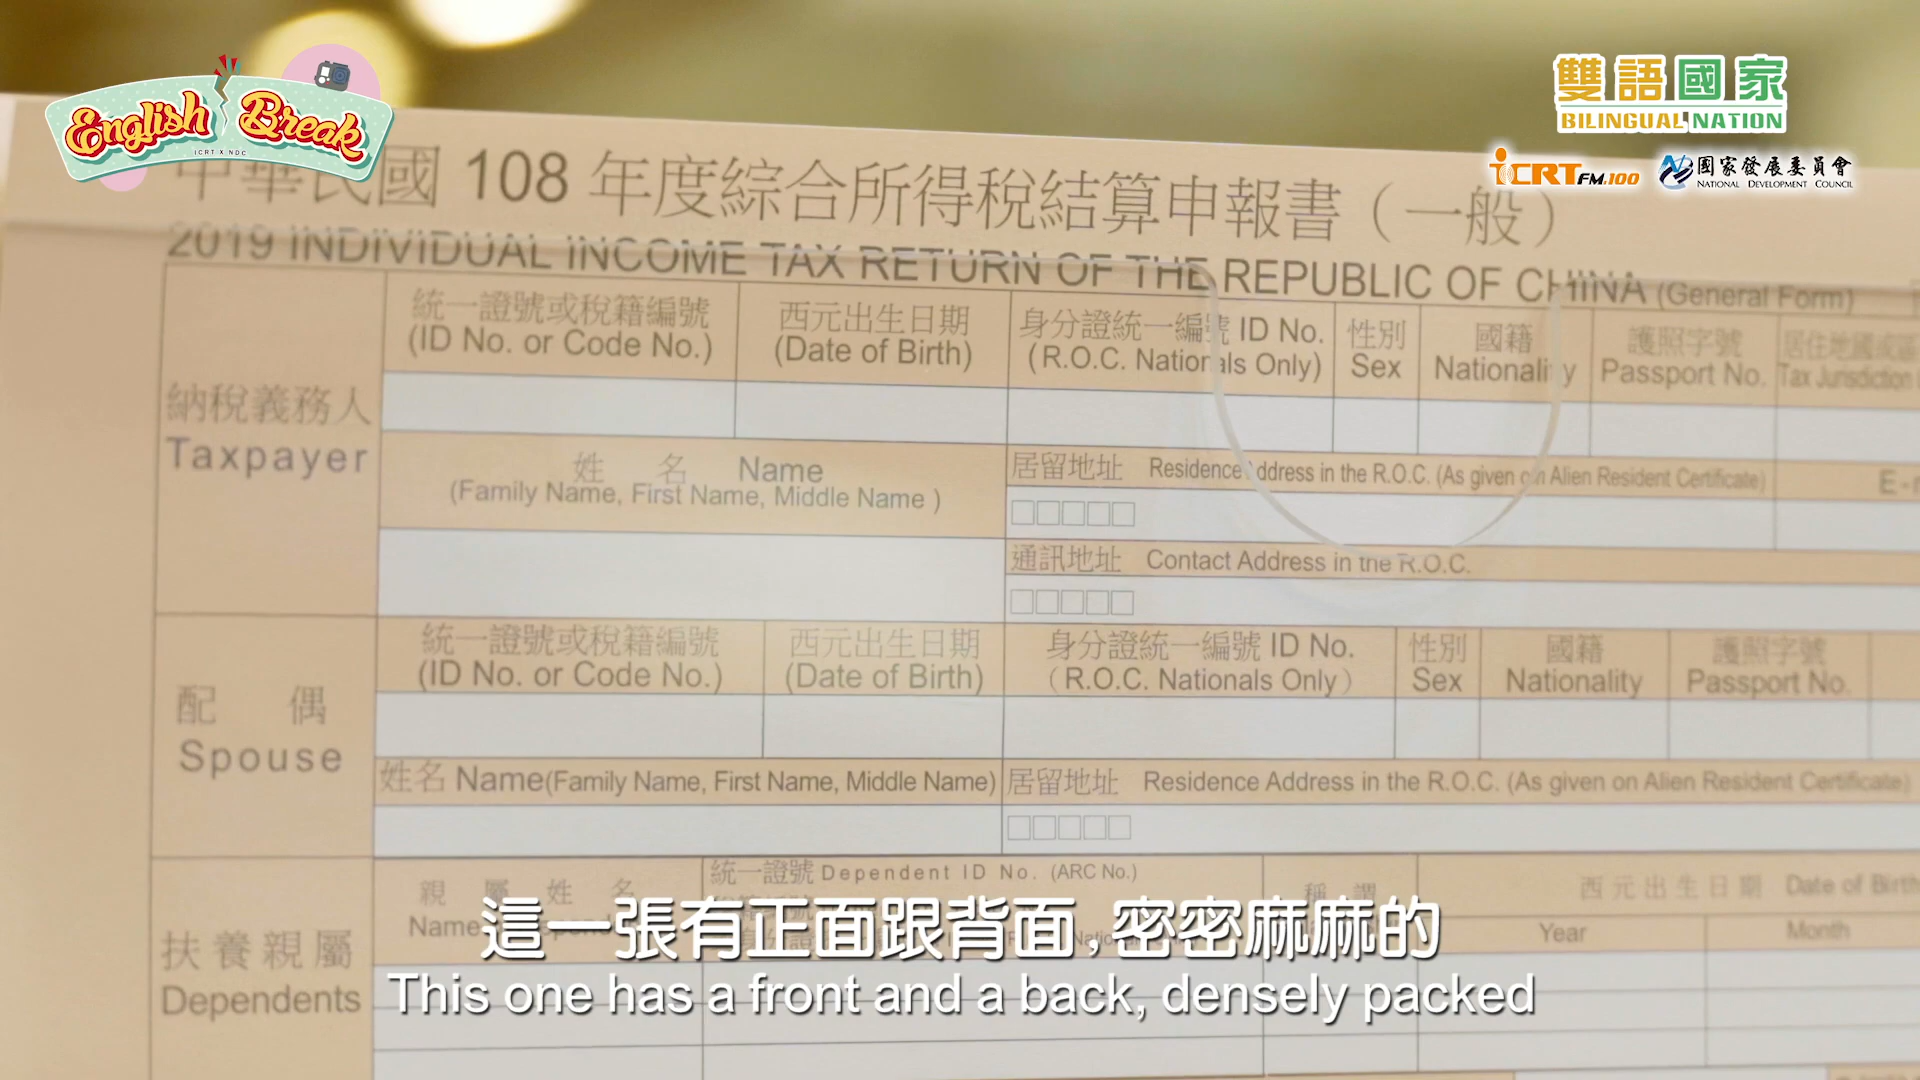 English Break
ICRT X NDC
雙語國家
BILINGUAL NATION
iCRT FM.100
國家發展委員會
NATIONAL DEVELOPMENT COUNCIL
中華民國 108 年度綜合所得稅結算申報書（一般）
2019 INDIVIDUAL INCOME TAX RETURN OF THE REPUBLIC OF CHINA (General Form)
納稅義務人
Taxpayer
統一證號或稅籍編號
(ID No. or Code No.)
西元出生日期
(Date of Birth)
身分證統一編號 ID No.
(R.O.C. Nationals Only)
性別
Sex
國籍
Nationality
護照字號
Passport No.
居住地國或區
Tax Jurisdiction
姓 名 Name
(Family Name, First Name, Middle Name )
居留地址 Residence Address in the R.O.C. (As given on Alien Resident Certificate)
通訊地址 Contact Address in the R.O.C.
配 偶
Spouse
統一證號或稅籍編號
(ID No. or Code No.)
西元出生日期
(Date of Birth)
身分證統一編號 ID No.
（R.O.C. Nationals Only）
性別
Sex
國籍
Nationality
護照字號
Passport No.
姓名 Name(Family Name, First Name, Middle Name)
居留地址 Residence Address in the R.O.C. (As given on Alien Resident Certificate)
扶養親屬
Dependents
親 屬 姓 名
Name
統一證號 Dependent ID No. (ARC No.)
稱 謂
西元出生日期 Date of Birth
Year
Month
這一張有正面跟背面，密密麻麻的
This one has a front and a back, densely packed